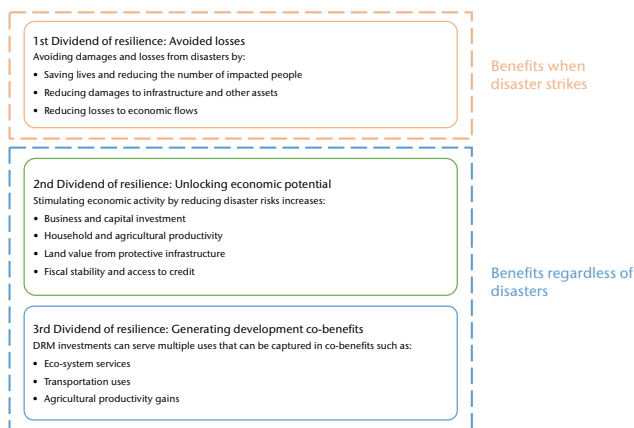 1st Dividend of resilience: Avoided losses
Avoiding damages and losses from disasters by:
• Saving lives and reducing the number of impacted people
• Reducing damages to infrastructure and other assets
• Reducing losses to economic flows
Benefits when
disaster strikes
2nd Dividend of resilience: Unlocking economic potential
Stimulating economic activity by reducing disaster risks increases:
• Business and capital investment
• Household and agricultural productivity
• Land value from protective infrastructure
• Fiscal stability and access to credit
3rd Dividend of resilience: Generating development co-benefits
DRM investments can serve multiple uses that can be captured in co-benefits such as:
• Eco-system services
• Transportation uses
• Agricultural productivity gains
Benefits regardless of
disasters